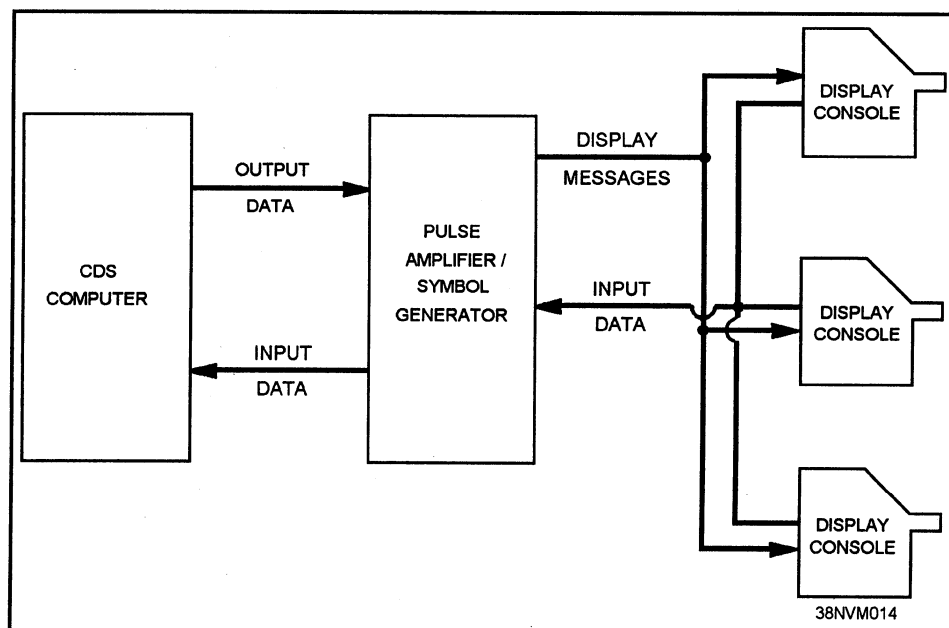 CDS
COMPUTER
OUTPUT
DATA
INPUT
DATA
PULSE
AMPLIFIER /
SYMBOL
GENERATOR
DISPLAY
MESSAGES
INPUT
DATA
DISPLAY
CONSOLE
DISPLAY
CONSOLE
DISPLAY
CONSOLE
38NVM014